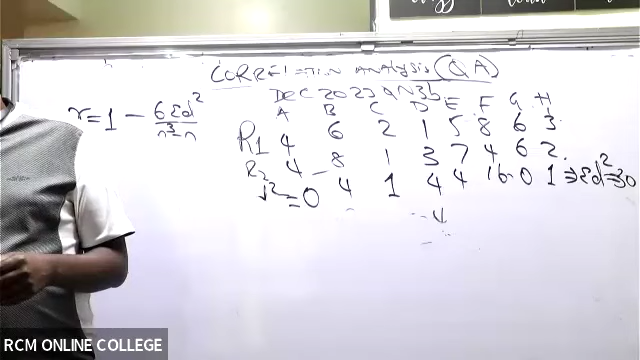 CORRELATION ANALYSIS (QA)
DEC 2023 QN3b
r = 1 - 6Σd² / n³-n
A B C D E F G H
R1 4 6 2 1 5 8 6 3
R2 4 8 1 3 7 4 6 2
d² = 0 4 1 4 4 16 0 1 ⇒ Σd² = 30
RCM ONLINE COLLEGE